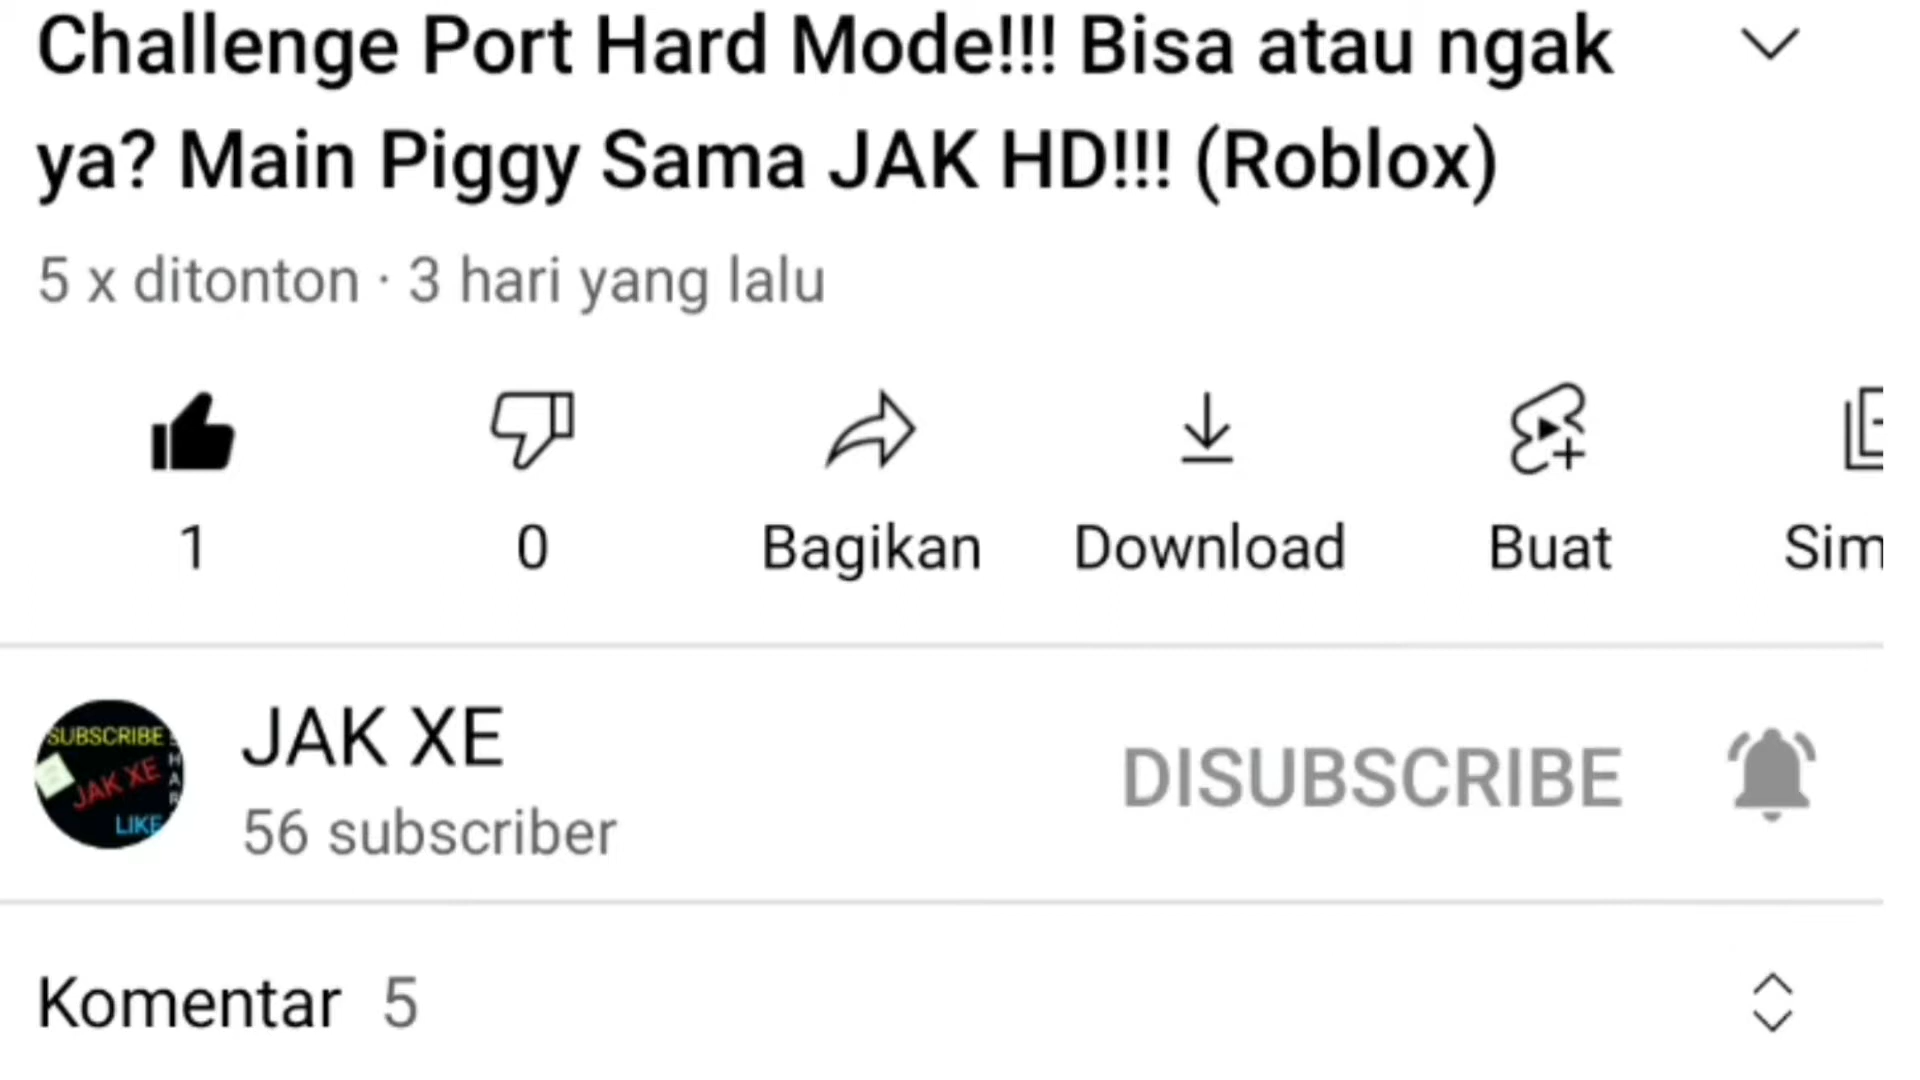 Challenge Port Hard Mode!!! Bisa atau ngak
ya? Main Piggy Sama JAK HD!!! (Roblox)
5 x ditonton · 3 hari yang lalu
1
0
Bagikan
Download
Buat
Sim
SUBSCRIBE
SHAR
JAK XE
LIKE
JAK XE
56 subscriber
DISUBSCRIBE
Komentar 5